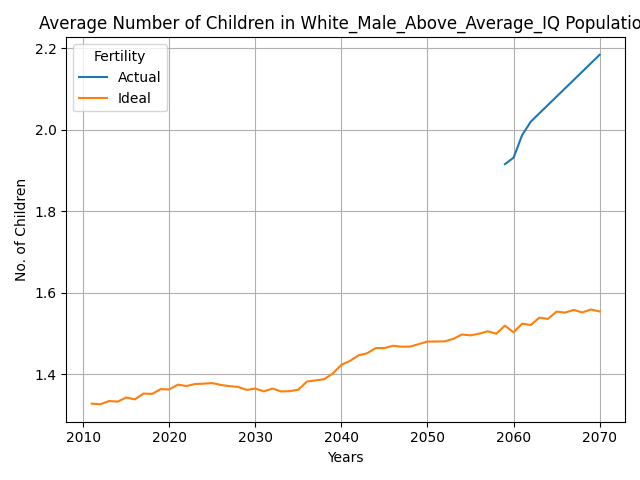 Average Number of Children in White_Male_Above_Average_IQ Populatio
Fertility
Actual
Ideal
2.2
2.0
1.8
1.6
1.4
No. of Children
2010 2020 2030 2040 2050 2060 2070
Years